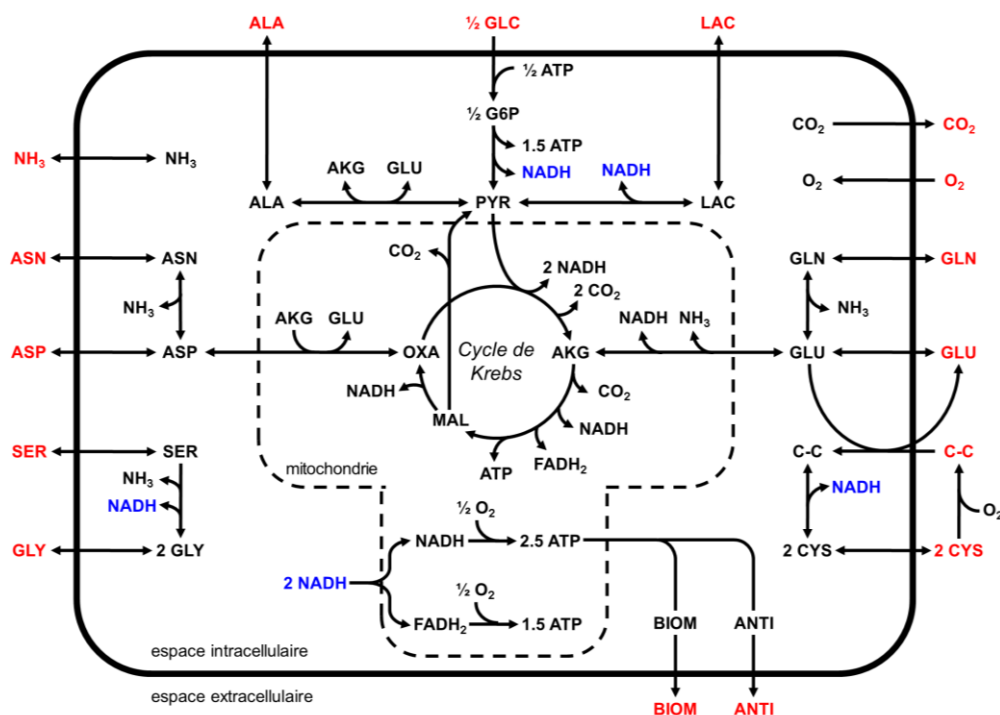 ALA
½ GLC
LAC
½ ATP
½ G6P
CO₂
CO₂
1.5 ATP
NH₃
NH₃
AKG
GLU
NADH
NADH
O₂
O₂
ALA
PYR
LAC
CO₂
ASN
ASN
2 NADH
GLN
GLN
2 CO₂
NH₃
NH₃
AKG
GLU
NADH
NH₃
ASP
ASP
OXA
Cycle de
Krebs
AKG
GLU
GLU
NADH
CO₂
MAL
NADH
SER
SER
C-C
C-C
mitochondrie
ATP
FADH₂
NH₃
NADH
NADH
½ O₂
O₂
GLY
2 GLY
NADH
2.5 ATP
2 CYS
2 CYS
2 NADH
½ O₂
FADH₂
1.5 ATP
BIOM
ANTI
espace intracellulaire
espace extracellulaire
BIOM
ANTI